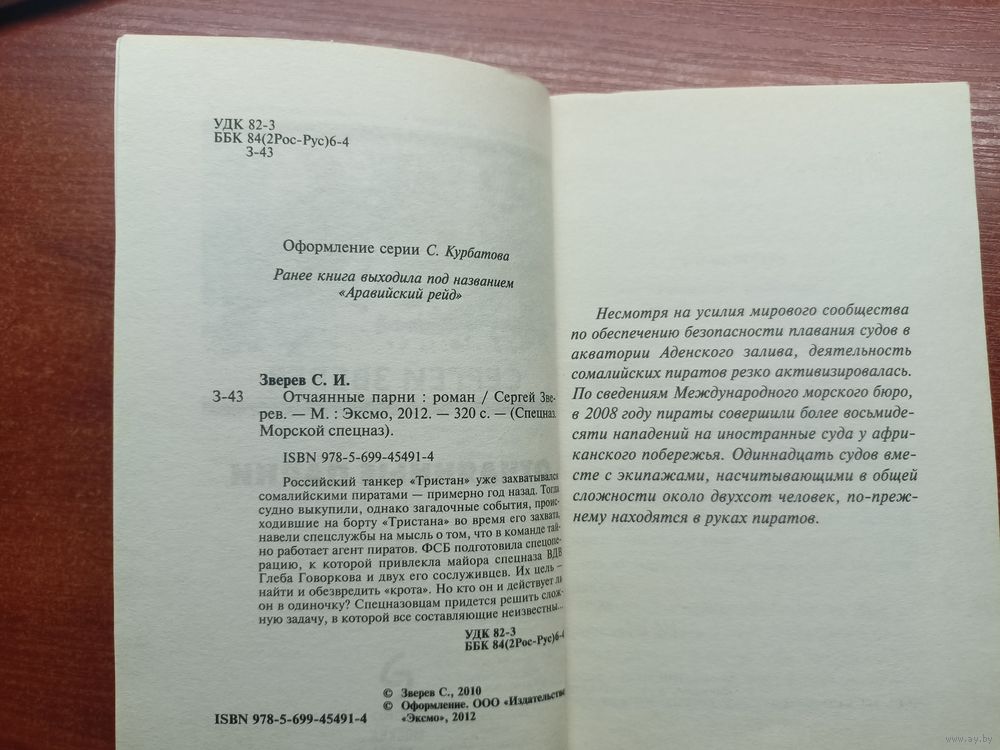 УДК 82-3
ББК 84(2Рос-Рус)6-4
З-43
Оформление серии С. Курбатова
Ранее книга выходила под названием
«Аравийский рейд»
Зверев С. И.
З-43 Отчаянные парни : роман / Сергей Зве-
рев. — М. : Эксмо, 2012. — 320 с. — (Спецназ.
Морской спецназ).
ISBN 978-5-699-45491-4
Российский танкер «Тристан» уже захватывался
сомалийскими пиратами — примерно год назад. Тогда
судно выкупили, однако загадочные события, проис-
ходившие на борту «Тристана» во время его захвата,
навели спецслужбы на мысль о том, что в команде тай-
но работает агент пиратов. ФСБ подготовила спецопе-
рацию, к которой привлекла майора спецназа ВДВ
Глеба Говоркова и двух его сослуживцев. Их цель —
найти и обезвредить «крота». Но кто он и действует ли
он в одиночку? Спецназовцам придется решить слож-
ную задачу, в которой все составляющие неизвестны...
УДК 82-3
ББК 84(2Рос-Рус)6-4
© Зверев С., 2010
© Оформление. ООО «Издательство
«Эксмо», 2012
ISBN 978-5-699-45491-4
Несмотря на усилия мирового сообщества
по обеспечению безопасности плавания судов в
акватории Аденского залива, деятельность
сомалийских пиратов резко активизировалась.
По сведениям Международного морского бюро,
в 2008 году пираты совершили более восьмиде-
сяти нападений на иностранные суда у афри-
канского побережья. Одиннадцать судов вме-
сте с экипажами, насчитывающими в общей
сложности около двухсот человек, по-преж-
нему находятся в руках пиратов.
www.ay.by